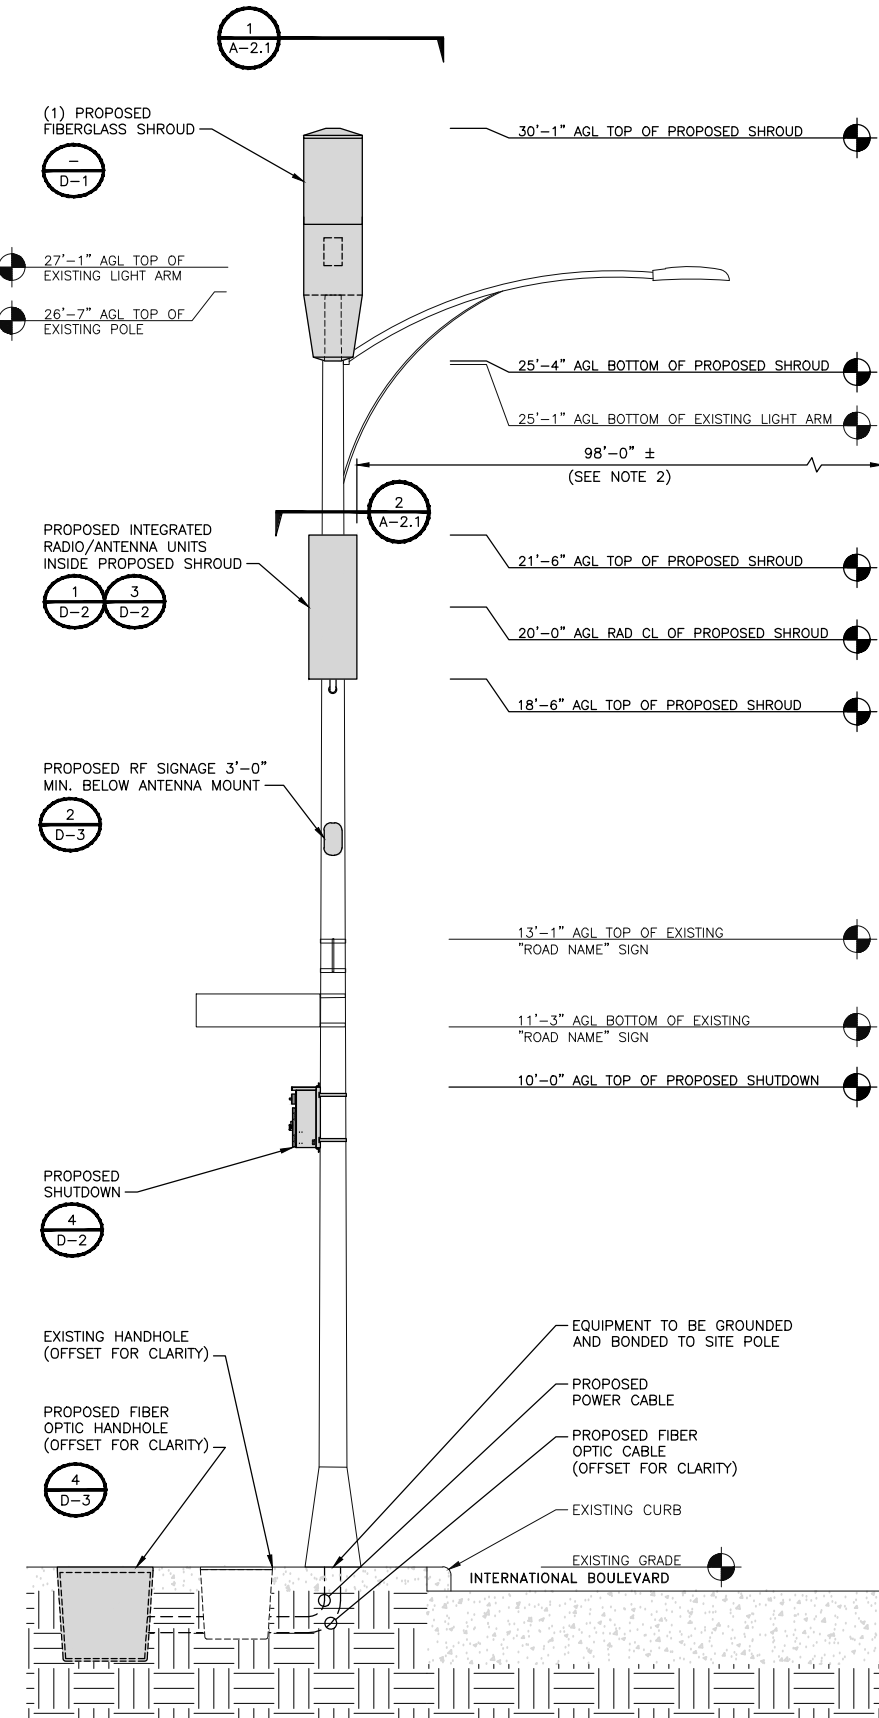 1
A-2.1
(1) PROPOSED
FIBERGLASS SHROUD
-
D-1
30'-1" AGL TOP OF PROPOSED SHROUD
27'-1" AGL TOP OF
EXISTING LIGHT ARM
26'-7" AGL TOP OF
EXISTING POLE
25'-4" AGL BOTTOM OF PROPOSED SHROUD
25'-1" AGL BOTTOM OF EXISTING LIGHT ARM
98'-0" ±
(SEE NOTE 2)
2
A-2.1
PROPOSED INTEGRATED
RADIO/ANTENNA UNITS
INSIDE PROPOSED SHROUD
1
D-2
3
D-2
21'-6" AGL TOP OF PROPOSED SHROUD
20'-0" AGL RAD CL OF PROPOSED SHROUD
18'-6" AGL TOP OF PROPOSED SHROUD
PROPOSED RF SIGNAGE 3'-0"
MIN. BELOW ANTENNA MOUNT
2
D-3
13'-1" AGL TOP OF EXISTING
"ROAD NAME" SIGN
11'-3" AGL BOTTOM OF EXISTING
"ROAD NAME" SIGN
10'-0" AGL TOP OF PROPOSED SHUTDOWN
PROPOSED
SHUTDOWN
4
D-2
EXISTING HANDHOLE
(OFFSET FOR CLARITY)
PROPOSED FIBER
OPTIC HANDHOLE
(OFFSET FOR CLARITY)
4
D-3
EQUIPMENT TO BE GROUNDED
AND BONDED TO SITE POLE
PROPOSED
POWER CABLE
PROPOSED FIBER
OPTIC CABLE
(OFFSET FOR CLARITY)
EXISTING CURB
EXISTING GRADE
INTERNATIONAL BOULEVARD